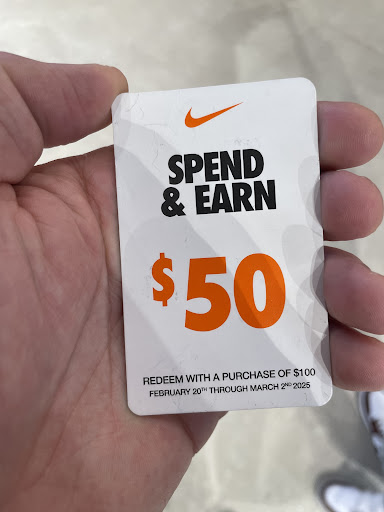 SPEND
& EARN
$50
REDEEM WITH A PURCHASE OF $100
FEBRUARY 20TH THROUGH MARCH 2ND 2025